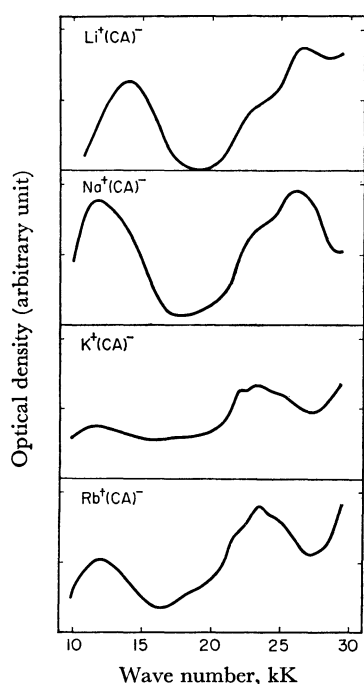 Li⁺(CA)⁻
Na⁺(CA)⁻
K⁺(CA)⁻
Rb⁺(CA)⁻
Optical density (arbitrary unit)
10 15 20 25 30
Wave number, kK